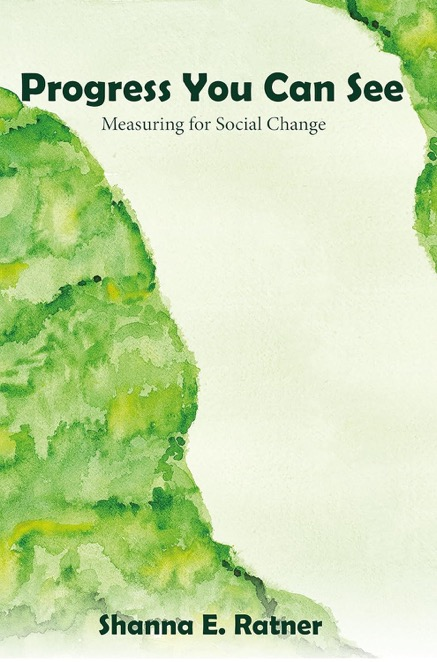 Progress You Can See
Measuring for Social Change
Shanna E. Ratner